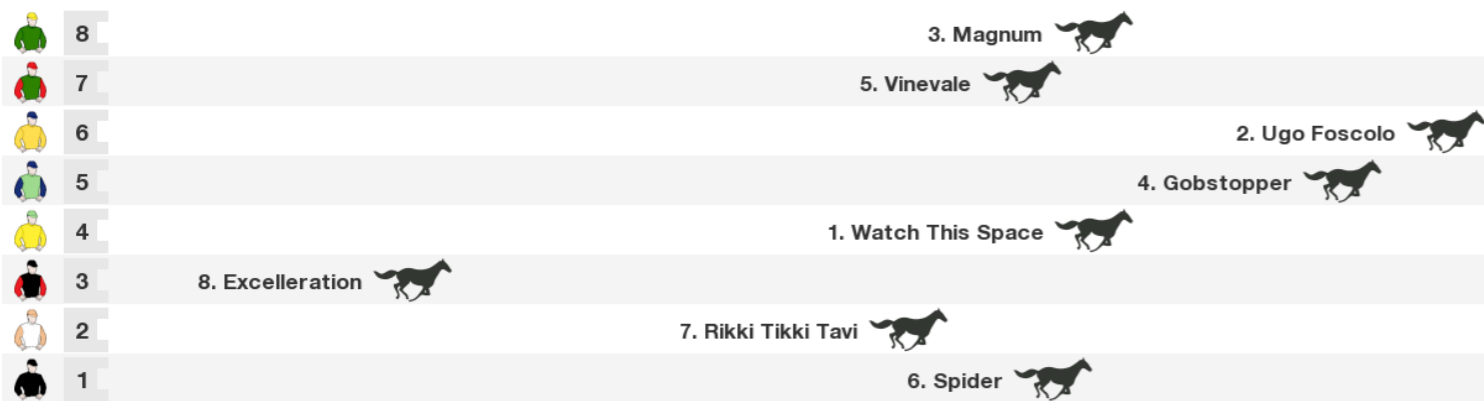 8 3. Magnum
7 5. Vinevale
6 2. Ugo Foscolo
5 4. Gobstopper
4 1. Watch This Space
3 8. Excelleration
2 7. Rikki Tikki Tavi
1 6. Spider